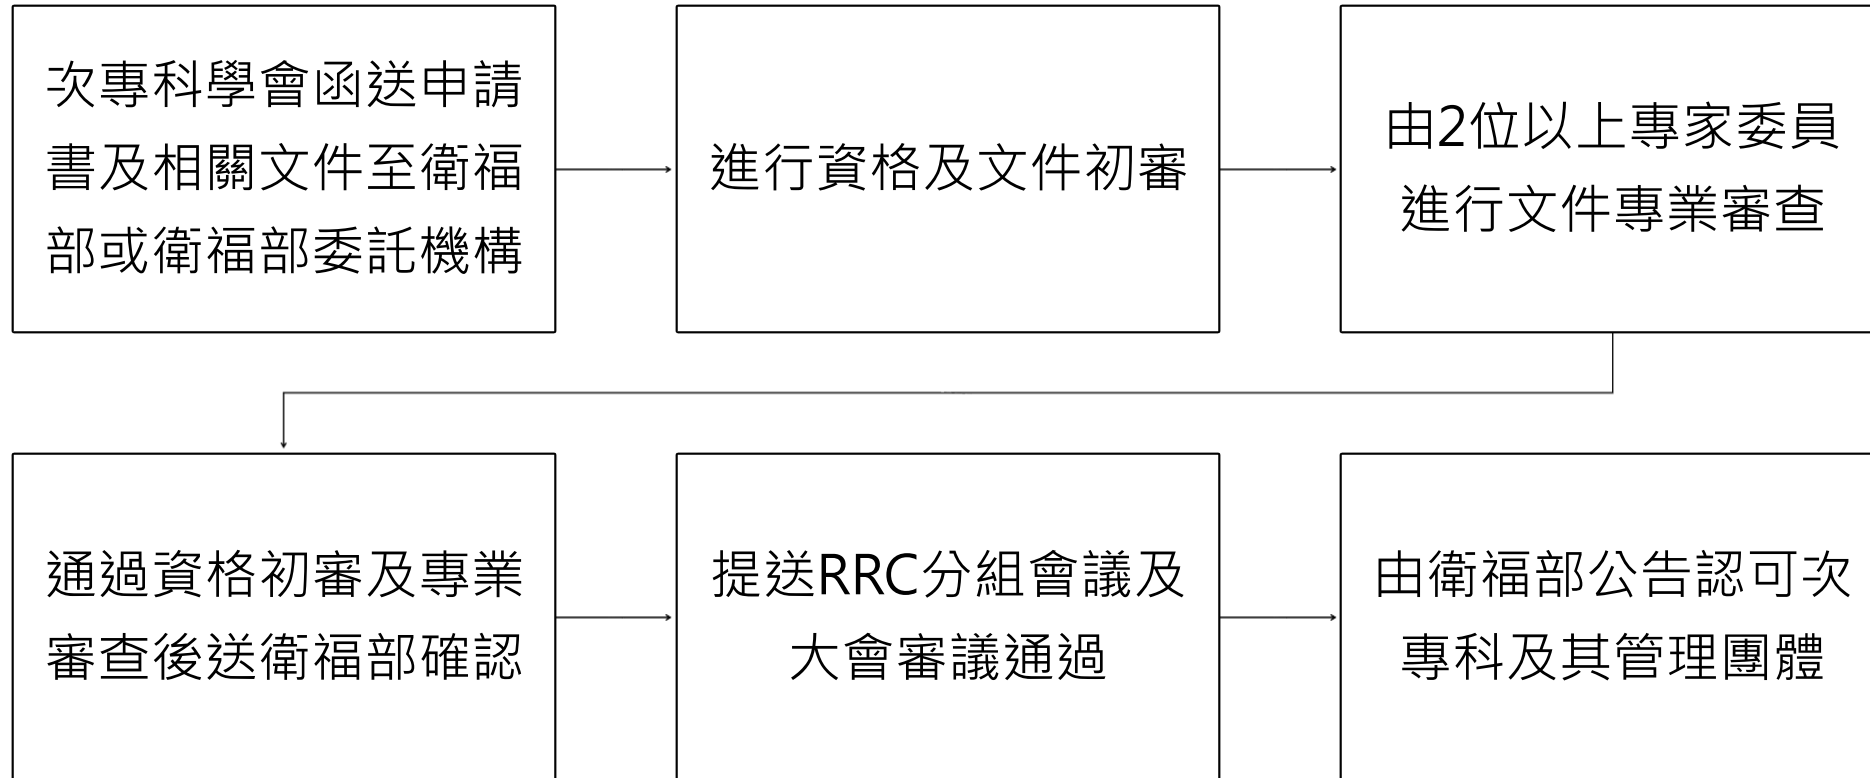 次專科學會函送申請
書及相關文件至衛福
部或衛福部委託機構
進行資格及文件初審
由2位以上專家委員
進行文件專業審查
通過資格初審及專業
審查後送衛福部確認
提送RRC分組會議及
大會審議通過
由衛福部公告認可次
專科及其管理團體